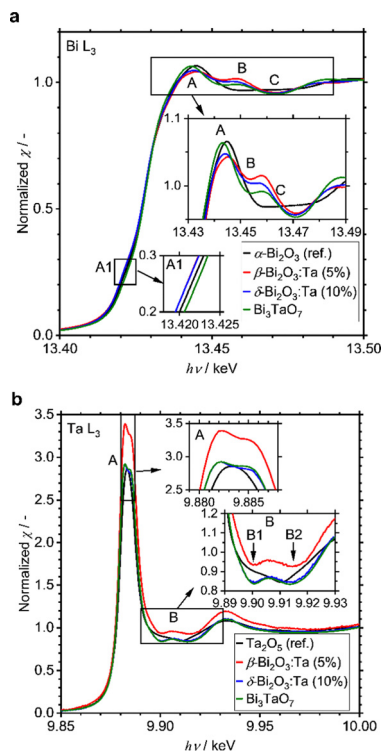 a
Bi L3
B
A
C
1.0
Normalized χ / -
0.5
0.0
1.1
A
B
C
1.0
13.43 13.45 13.47 13.49
A1
A1
0.3
0.2
13.420 13.425
α-Bi2O3 (ref.)
β-Bi2O3:Ta (5%)
δ-Bi2O3:Ta (10%)
Bi3TaO7
13.40 13.45 13.50
hν / keV
b
Ta L3
A
3.5
3.0
2.5
2.0
1.5
1.0
0.5
0.0
Normalized χ / -
A
3.5
3.0
2.5
9.880 9.885
B
B1 B2
1.2
1.1
1.0
0.9
0.8
9.89 9.90 9.91 9.92 9.93
B
Ta2O5 (ref.)
β-Bi2O3:Ta (5%)
δ-Bi2O3:Ta (10%)
Bi3TaO7
9.85 9.90 9.95 10.00
hν / keV